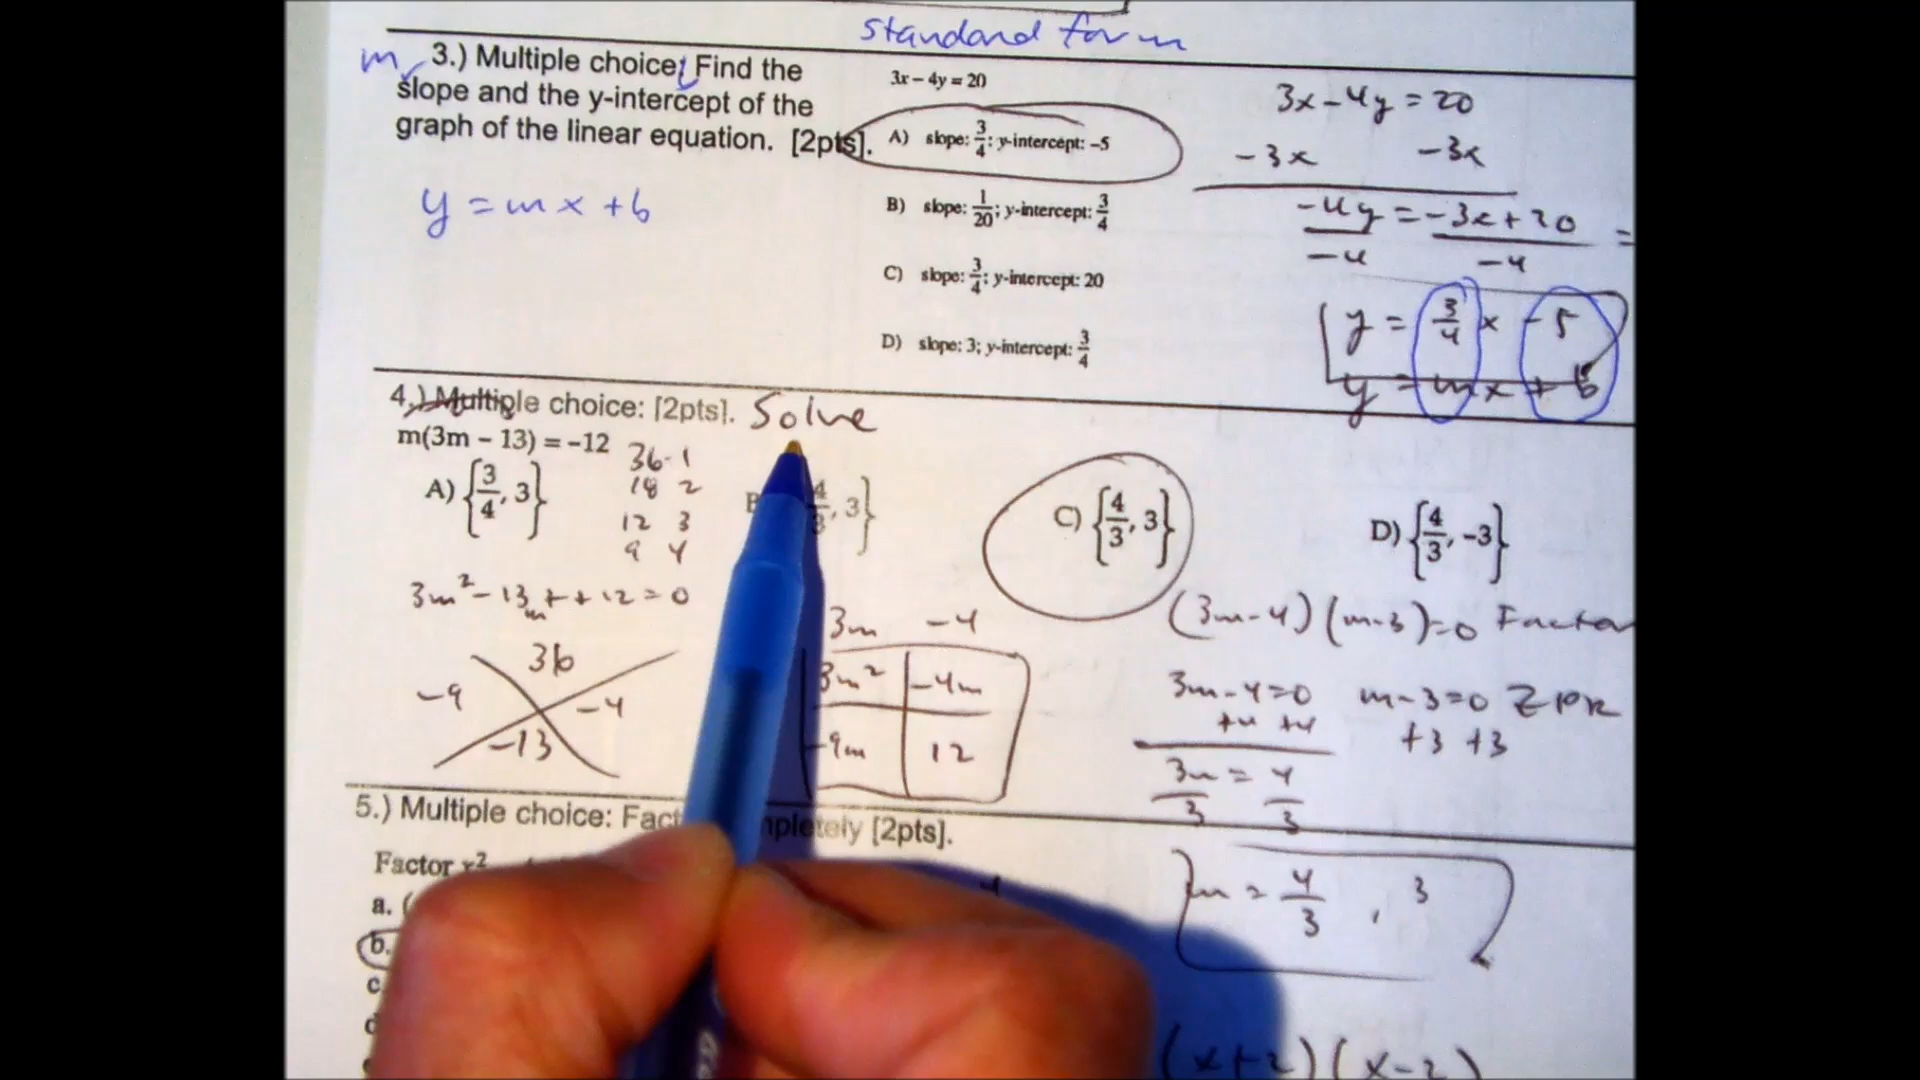 standard form
m 3.) Multiple choice: Find the
slope and the y-intercept of the
graph of the linear equation. [2pts].
y = mx + b
3x – 4y = 20
A) slope: 3/4; y-intercept: –5
B) slope: 1/20; y-intercept: 3/4
C) slope: 3/4; y-intercept: 20
D) slope: 3; y-intercept: 3/4
3x - 4y = 20
-3x -3x
-4y = -3x + 20 =
-4 -4
y = 3/4 x - 5
y = mx + b
4.) Multiple choice: [2pts]. Solve
m(3m – 13) = –12
A) {3/4, 3}
4/3, 3}
C) {4/3, 3}
D) {4/3, –3}
36 · 1
18 2
12 3
9 4
3m² - 13m + 12 = 0
36
-9 -4
-13
3m -4
3m² -4m
-9m 12
(3m-4)(m-3)=0 Factor
3m-4=0 m-3=0 ZPR
+4 +4 +3 +3
3m = 4
3 3
m = 4/3 , 3
5.) Multiple choice: Fact mpletely [2pts].
Factor x²
a. (
b.
c.
d
(x+2)(x-2)